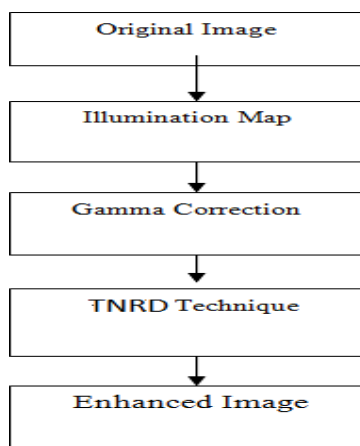 Original Image
Illumination Map
Gamma Correction
TNRD Technique
Enhanced Image